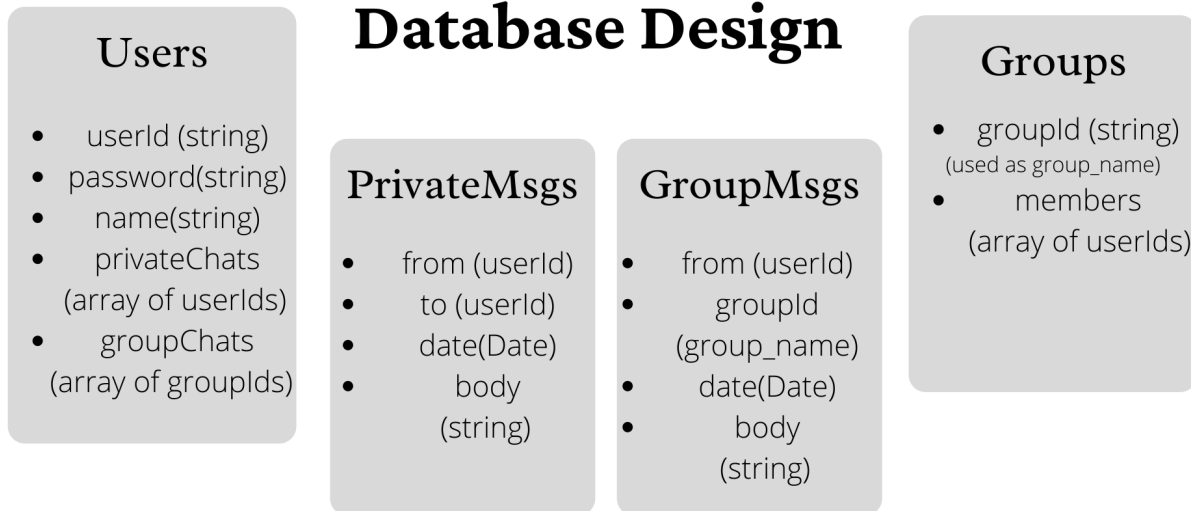 Database Design
Users
• userId (string)
• password(string)
• name(string)
• privateChats
(array of userIds)
• groupChats
(array of groupIds)
PrivateMsgs
• from (userId)
• to (userId)
• date(Date)
• body
(string)
GroupMsgs
• from (userId)
• groupId
(group_name)
• date(Date)
• body
(string)
Groups
• groupId (string)
(used as group_name)
• members
(array of userIds)